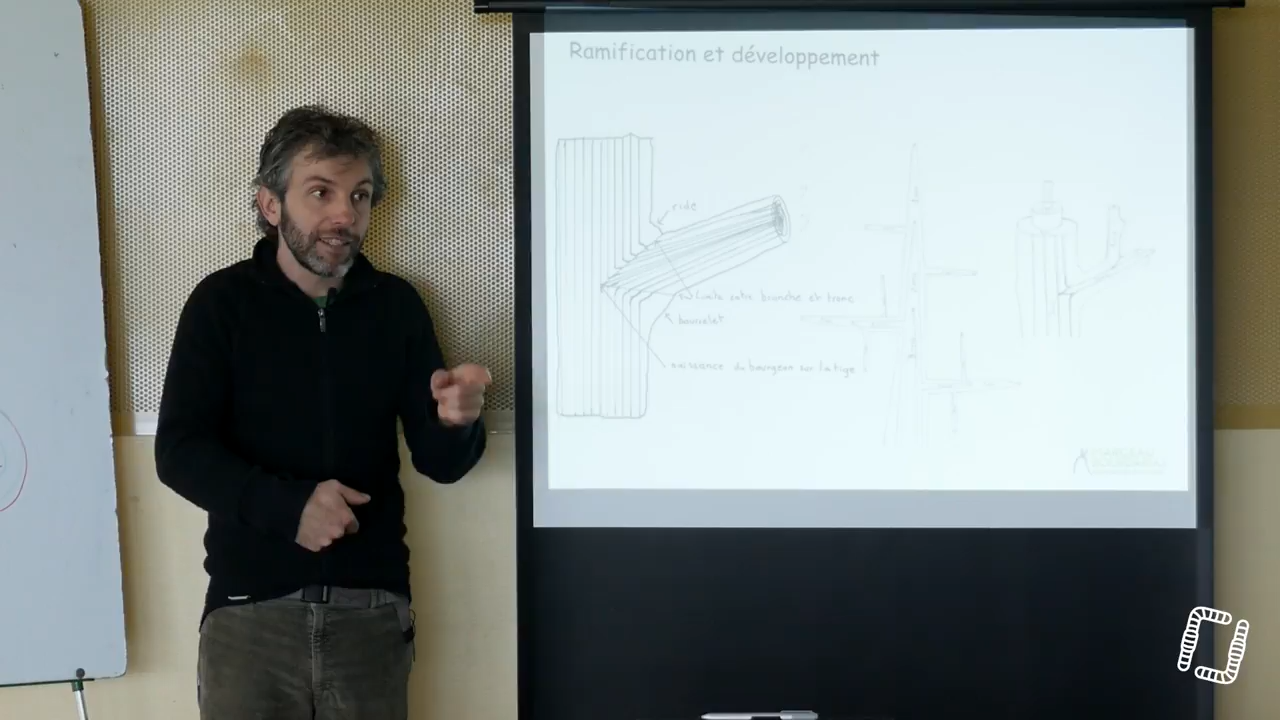 Ramification et développement
ride
Limite entre branche et tronc
bourrelet
naissance du bourgeon sur la tige